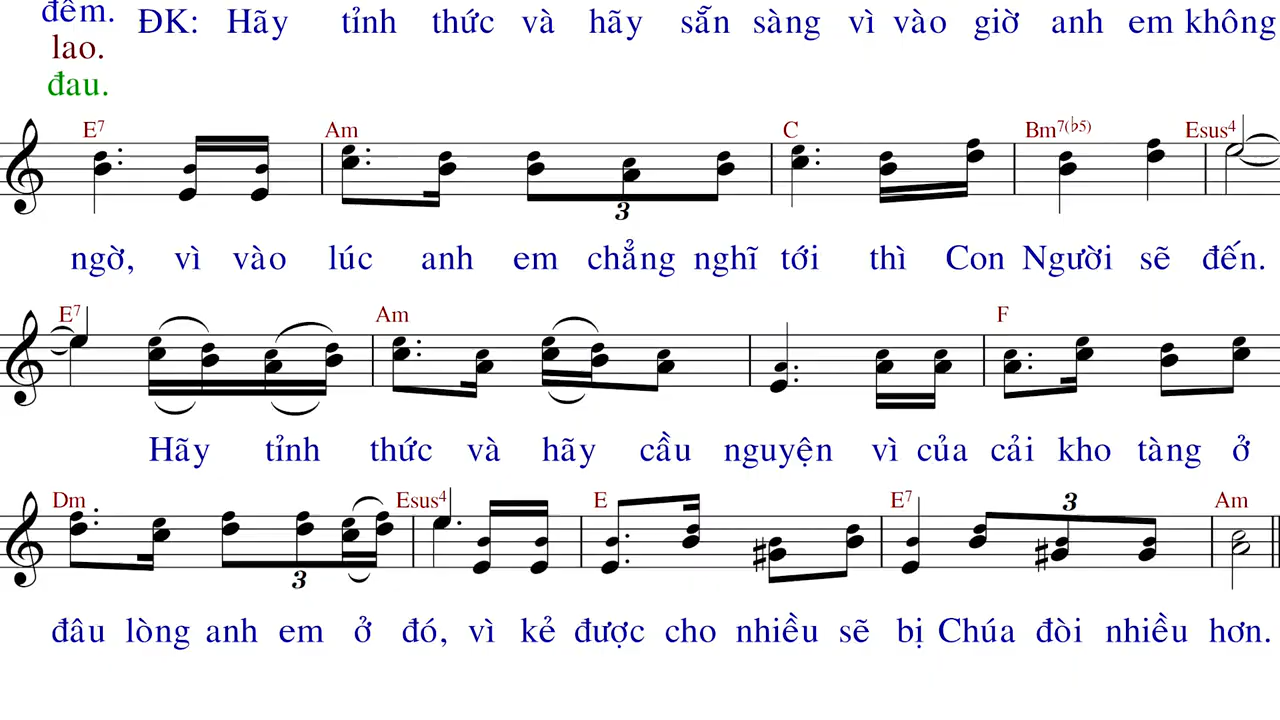 đêm. ĐK: Hãy tỉnh thức và hãy sẵn sàng vì vào giờ anh em không
lao.
đau.
E7 Am C Bm7(♭5) Esus4
3
ngờ, vì vào lúc anh em chẳng nghĩ tới thì Con Người sẽ đến.
E7 Am F
Hãy tỉnh thức và hãy cầu nguyện vì của cải kho tàng ở
Dm Esus4 E E7 3 Am
3
đâu lòng anh em ở đó, vì kẻ được cho nhiều sẽ bị Chúa đòi nhiều hơn.